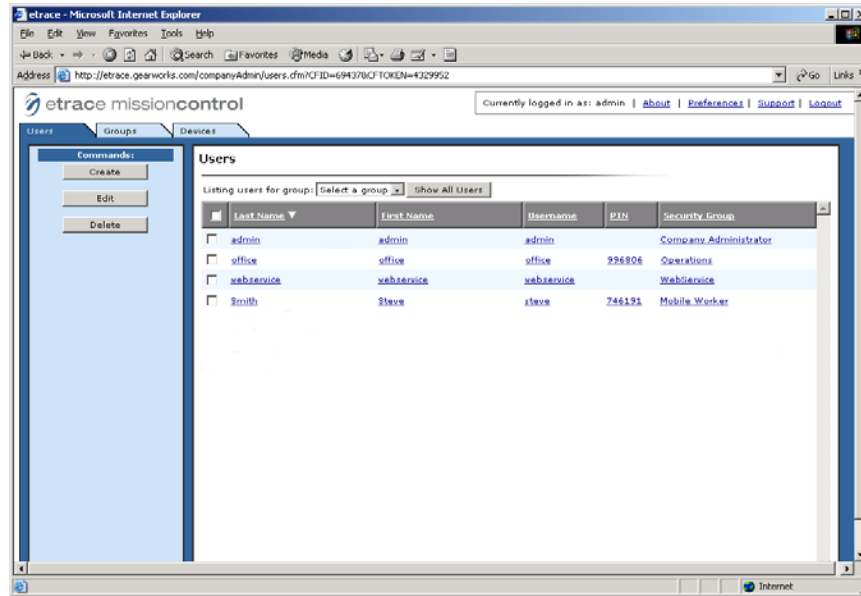 etrace - Microsoft Internet Explorer
File Edit View Favorites Tools Help
Back Search Favorites Media
Address http://etrace.gearworks.com/companyAdmin/users.cfm?CFID=69437&CFTOKEN=4329952 Go Links
etrace missioncontrol
Currently logged in as: admin | About | Preferences | Support | Logout
Users Groups Devices
Commands:
Create
Edit
Delete
Users
Listing users for group: Select a group Show All Users
Last Name First Name Username PIN Security Group
admin admin admin Company Administrator
office office office 996806 Operations
webservice webservice webservice WebService
Smith Steve steve 746191 Mobile Worker
Internet